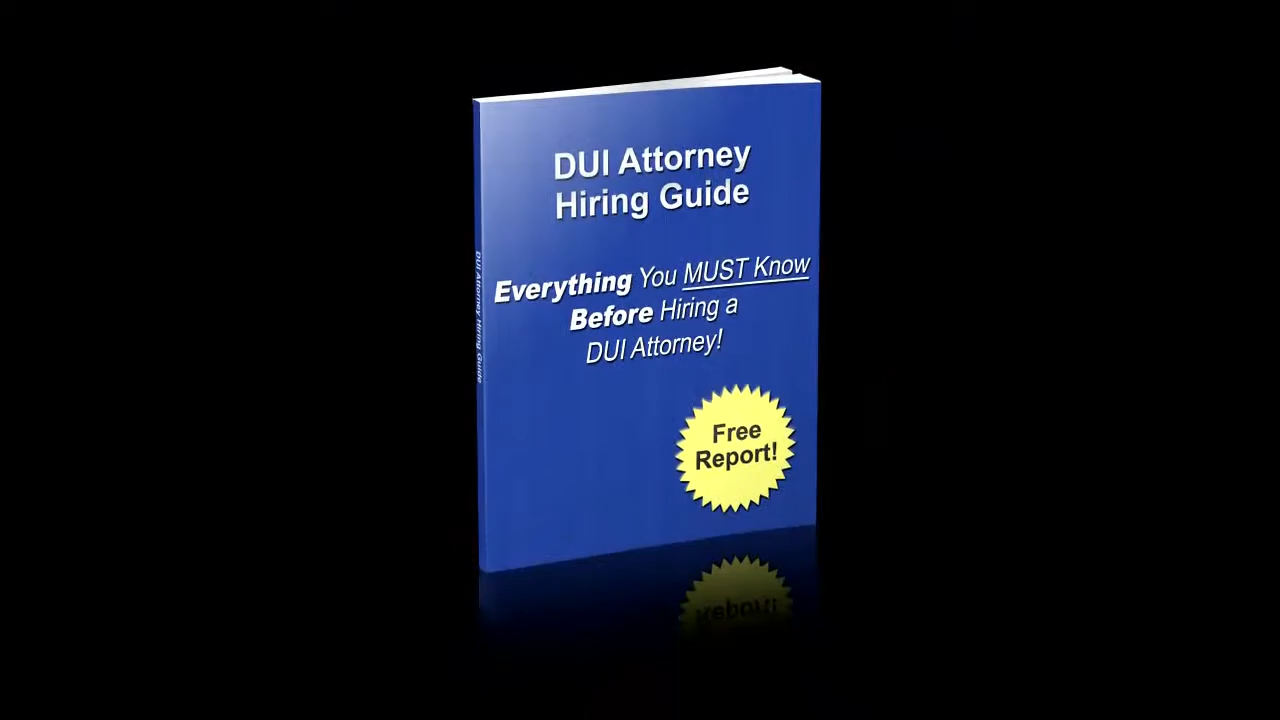 DUI Attorney
Hiring Guide
Everything You MUST Know
Before Hiring a
DUI Attorney!
Free
Report!
DUI Attorney Hiring Guide